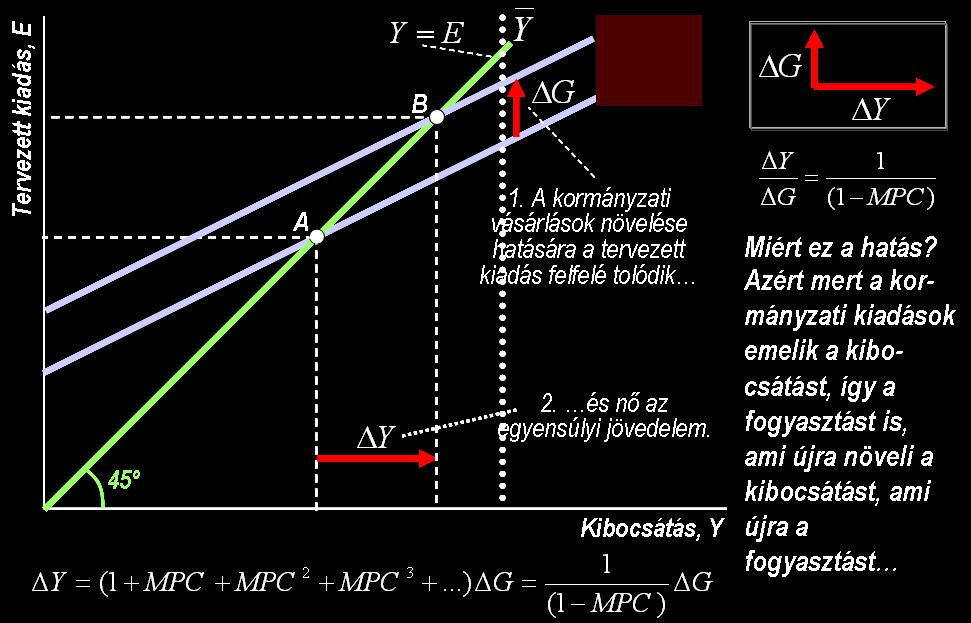 Tervezett kiadás, E
Y = E
Y̅
B
ΔG
A
1. A kormányzati
vásárlások növelése
hatására a tervezett
kiadás felfelé tolódik…
2. …és nő az
egyensúlyi jövedelem.
ΔY
45º
Kibocsátás, Y
ΔY = (1 + MPC + MPC² + MPC³ + ...)ΔG = 1/(1−MPC) ΔG
ΔG
ΔY
ΔY/ΔG = 1/(1−MPC)
Miért ez a hatás?
Azért mert a kor-
mányzati kiadások
emelik a kibo-
csátást, így a
fogyasztást is,
ami újra növeli a
kibocsátást, ami
újra a
fogyasztást…